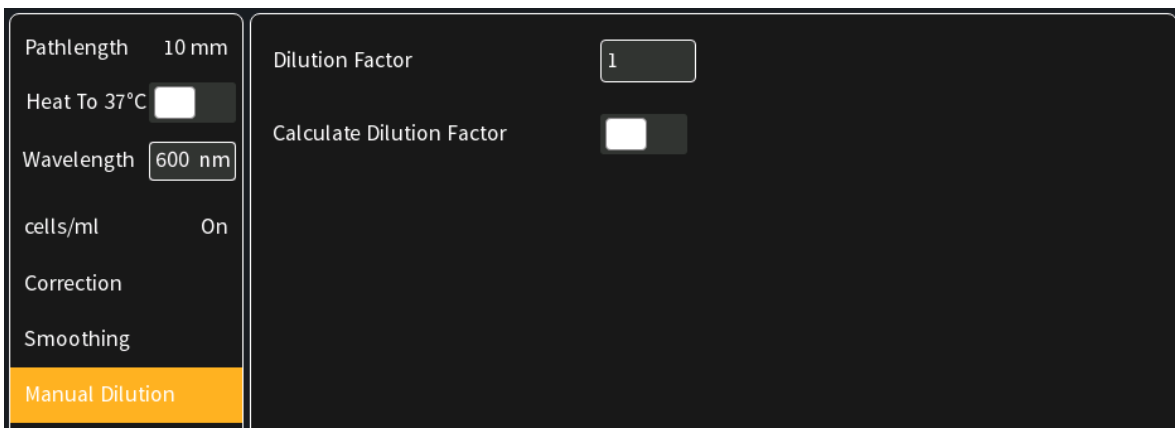 Pathlength 10 mm
Heat To 37°C
Wavelength 600 nm
cells/ml On
Correction
Smoothing
Manual Dilution
Dilution Factor 1
Calculate Dilution Factor